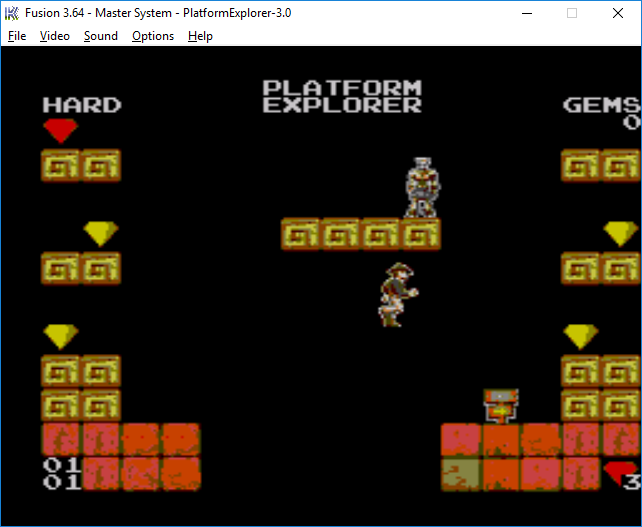 Fusion 3.64 - Master System - PlatformExplorer-3.0
File Video Sound Options Help
PLATFORM
HARD EXPLORER GEMS
0
01
01 3